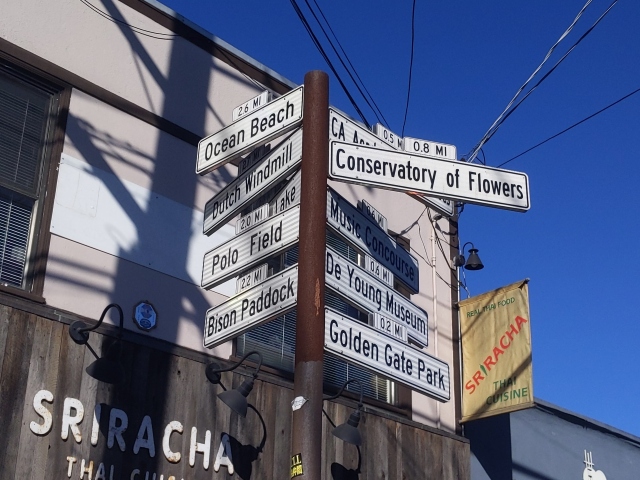 2.6 MI
Ocean Beach
Dutch Windmill
2.0 MI
Lake
Polo Field
2.2 MI
Bison Paddock
CA
0.5
0.8 MI
Conservatory of Flowers
Music Concourse
0.6 MI
De Young Museum
0.2 MI
Golden Gate Park
REAL THAI FOOD
SRIRACHA
THAI
CUISINE
SRIRACHA
THAI